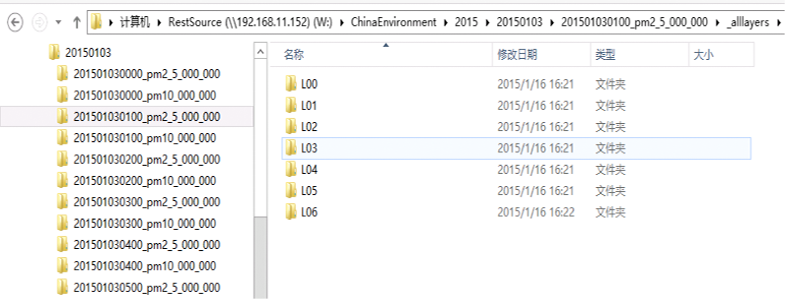 计算机 ▸ RestSource (\\192.168.11.152) (W:) ▸ ChinaEnvironment ▸ 2015 ▸ 20150103 ▸ 201501030100_pm2_5_000_000 ▸ _alllayers ▸
20150103
201501030000_pm2_5_000_000
201501030000_pm10_000_000
201501030100_pm2_5_000_000
201501030100_pm10_000_000
201501030200_pm2_5_000_000
201501030200_pm10_000_000
201501030300_pm2_5_000_000
201501030300_pm10_000_000
201501030400_pm2_5_000_000
201501030400_pm10_000_000
201501030500_pm2_5_000_000
名称 修改日期 类型 大小
L00 2015/1/16 16:21 文件夹
L01 2015/1/16 16:21 文件夹
L02 2015/1/16 16:21 文件夹
L03 2015/1/16 16:21 文件夹
L04 2015/1/16 16:21 文件夹
L05 2015/1/16 16:21 文件夹
L06 2015/1/16 16:22 文件夹